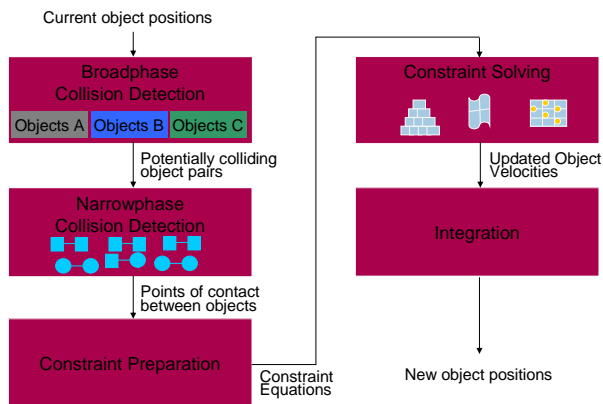 Current object positions
Broadphase
Collision Detection
Objects A
Objects B
Objects C
Potentially colliding
object pairs
Narrowphase
Collision Detection
Points of contact
between objects
Constraint Preparation
Constraint
Equations
Constraint Solving
Updated Object
Velocities
Integration
New object positions